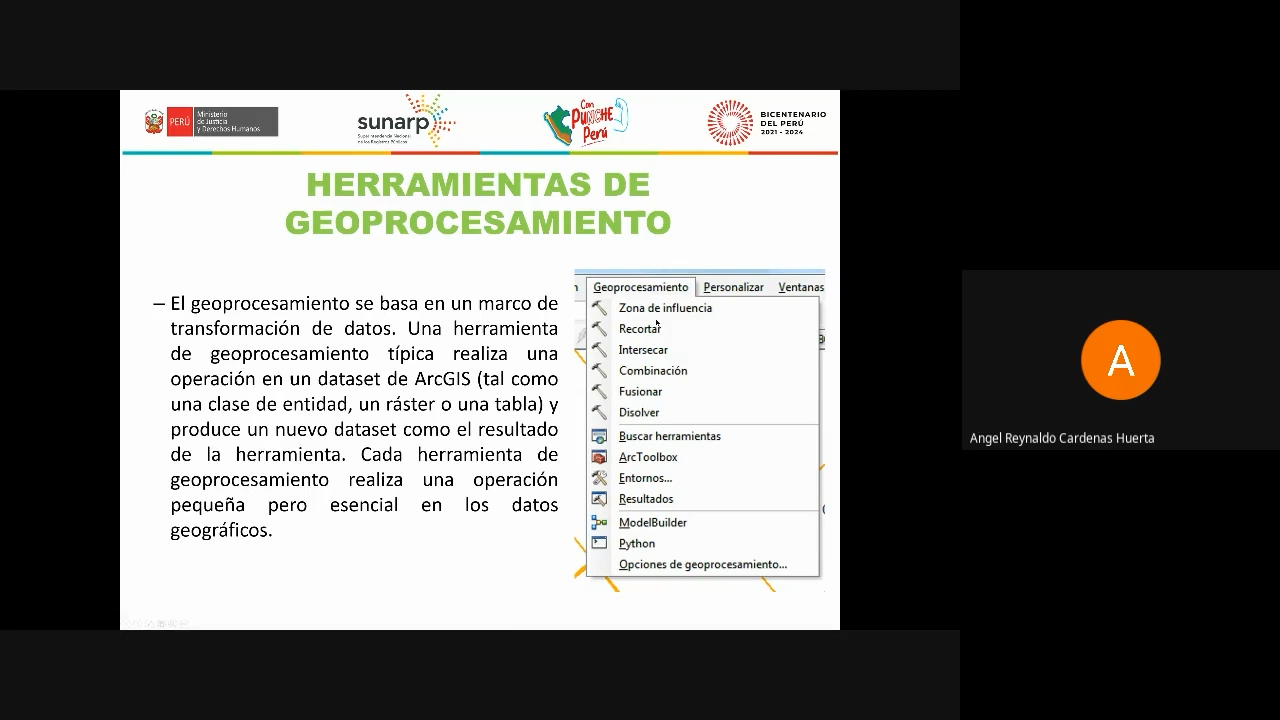 PERÚ
Ministerio
de Justicia
y Derechos Humanos
sunarp
Superintendencia Nacional
de los Registros Públicos
Con
PUNCHE
Perú
BICENTENARIO
DEL PERÚ
2021 - 2024
HERRAMIENTAS DE
GEOPROCESAMIENTO
– El geoprocesamiento se basa en un marco de
transformación de datos. Una herramienta
de geoprocesamiento típica realiza una
operación en un dataset de ArcGIS (tal como
una clase de entidad, un ráster o una tabla) y
produce un nuevo dataset como el resultado
de la herramienta. Cada herramienta de
geoprocesamiento realiza una operación
pequeña pero esencial en los datos
geográficos.
Geoprocesamiento Personalizar Ventanas
Zona de influencia
Recortar
Intersecar
Combinación
Fusionar
Disolver
Buscar herramientas
ArcToolbox
Entornos...
Resultados
ModelBuilder
Python
Opciones de geoprocesamiento...
A
Angel Reynaldo Cardenas Huerta